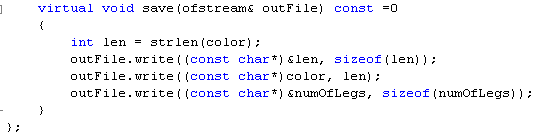 virtual void save(ofstream& outFile) const =0
{
int len = strlen(color);
outFile.write((const char*)&len, sizeof(len));
outFile.write((const char*)color, len);
outFile.write((const char*)&numOfLegs, sizeof(numOfLegs));
}
};